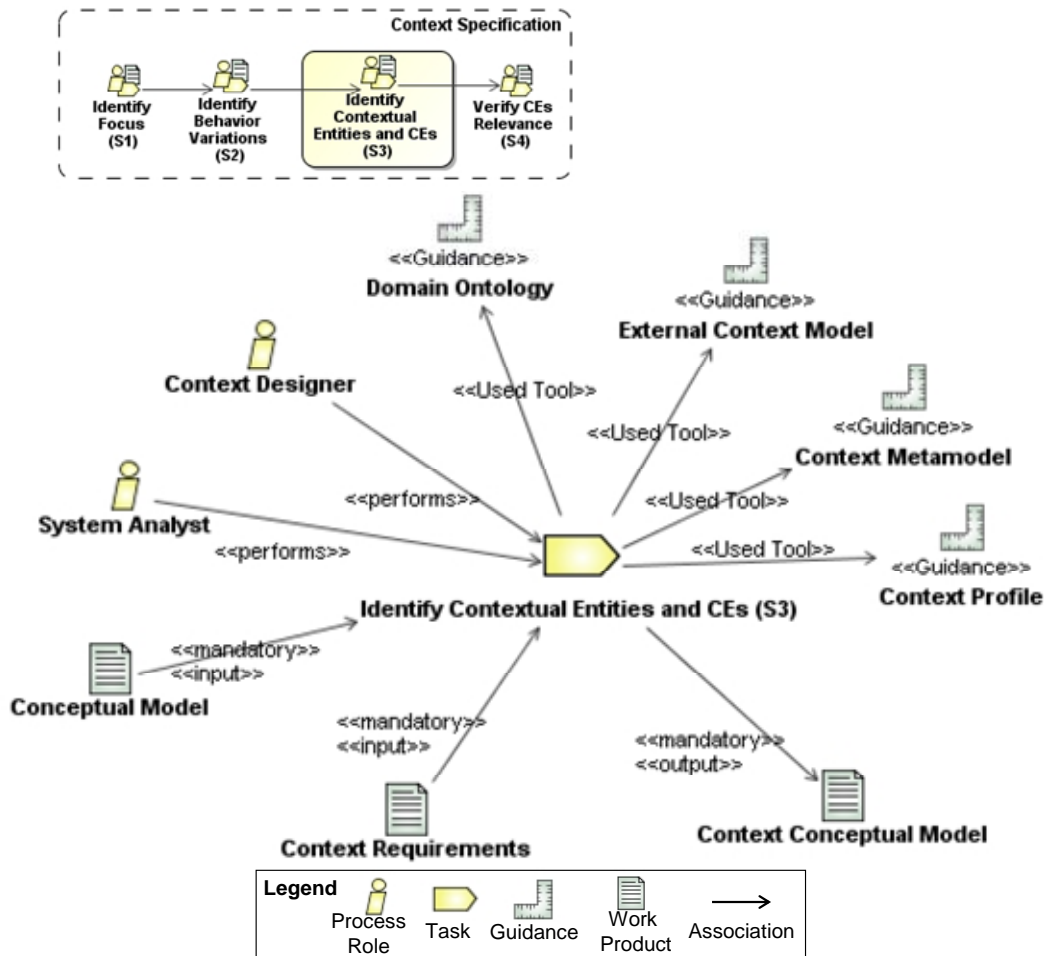 Context Specification
Identify
Focus
(S1)
Identify
Behavior
Variations
(S2)
Identify
Contextual
Entities and CEs
(S3)
Verify CEs
Relevance
(S4)
<<Guidance>>
Domain Ontology
<<Guidance>>
External Context Model
Context Designer
<<Used Tool>>
<<Used Tool>>
<<Guidance>>
Context Metamodel
System Analyst
<<performs>>
<<Used Tool>>
<<performs>>
<<Used Tool>>
<<Guidance>>
Context Profile
Identify Contextual Entities and CEs (S3)
<<mandatory>>
<<input>>
Conceptual Model
<<mandatory>>
<<input>>
<<mandatory>>
<<output>>
Context Requirements
Context Conceptual Model
Legend
Process
Role
Task
Guidance
Work
Product
Association